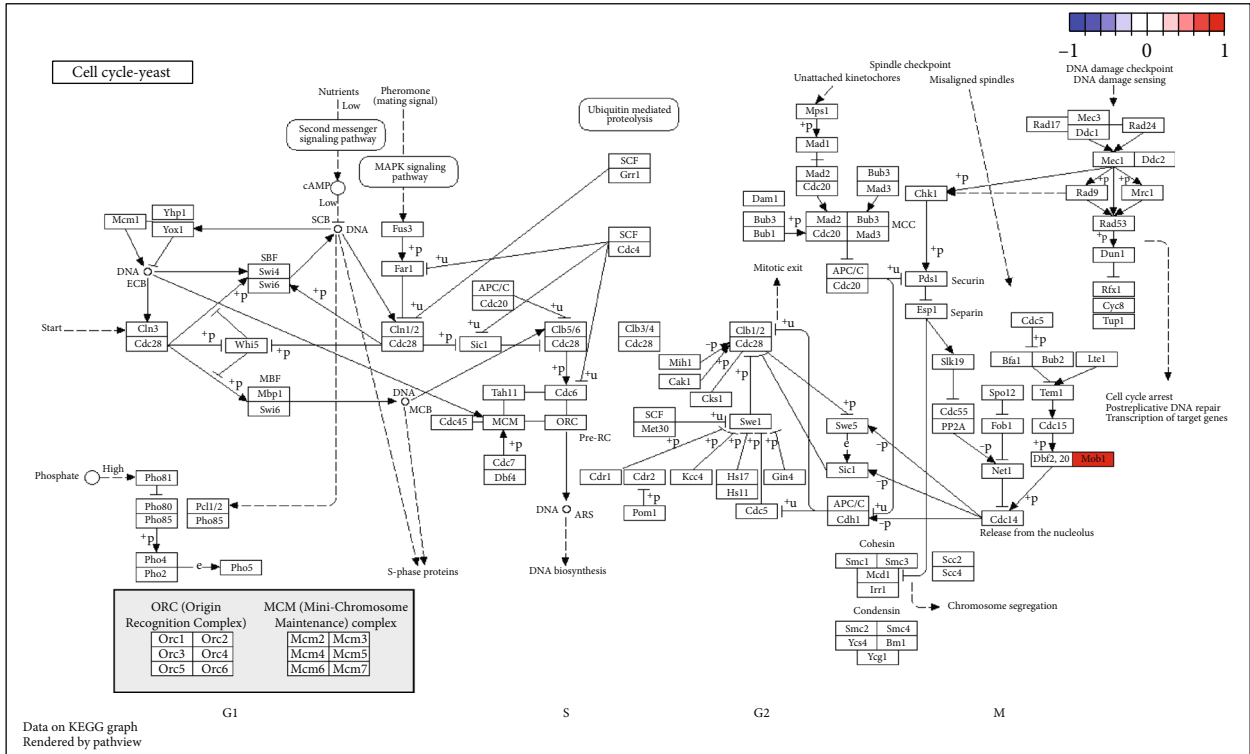 −1 0 1
Cell cycle-yeast
Nutrients
Low
Second messenger
signaling pathway
cAMP
Low
Pheromone
(mating signal)
MAPK signaling
pathway
Ubiquitin mediated
proteolysis
Spindle checkpoint
Unattached kinetochores
Misaligned spindles
DNA damage checkpoint
DNA damage sensing
Mps1
+p
Mad1
Mad2
Cdc20
Bub3
Mad3
Dam1
Bub3
Bub1
+p
Mad2
Cdc20
Bub3
Mad3
MCC
APC/C
Cdc20
+u
Rad17
Mec3
Ddc1
Rad24
Mec1
Ddc2
Chk1
+p
+p
+p
Rad9
Mrc1
Rad53
+p
Dun1
Rfx1
Cyc8
Tup1
+p
Pds1
Securin
Esp1
Separin
SCF
Grr1
SCF
Cdc4
Mcm1
Yhp1
Yox1
SCB
DNA
Fus3
+p
Far1
+u
+u
DNA
ECB
SBF
Swi4
Swi6
+p
+p
APC/C
Cdc20
+u
+u
Mitotic exit
Start
Cln3
Cdc28
+p
Whi5
+p
Cln1/2
Cdc28
+p
Sic1
Clb5/6
Cdc28
Clb3/4
Cdc28
Clb1/2
Cdc28
+u
Mih1
−p
Cak1
+p
Cks1
+p
+p
MBF
Mbp1
Swi6
DNA
MCB
+p
+u
Tah11
Cdc6
Cdc45
MCM
ORC
Pre-RC
+p
Cdc7
Dbf4
SCF
Met30
+u
Swe1
+p
+p
+p
+p
+p
Cdr1
Cdr2
Kcc4
Hs17
Hs11
Gin4
+p
Pom1
Cdc5
+u
+p
Swe5
e
Sic1
−p
APC/C
Cdh1
+u
−p
Slk19
Cdc55
PP2A
−p
Spo12
Fob1
Net1
Cdc14
Release from the nucleolus
Cdc5
+p
Bfa1
Bub2
Lte1
Tem1
Cdc15
+p
Dbf2, 20
Mob1
+p
Cell cycle arrest
Postreplicative DNA repair
Transcription of target genes
Phosphate
High
Pho81
Pho80
Pho85
Pcl1/2
Pho85
+p
Pho4
Pho2
e
Pho5
S-phase proteins
DNA
ARS
DNA biosynthesis
Cohesin
Smc1
Smc3
Mcd1
Irr1
Scc2
Scc4
Chromosome segregation
Condensin
Smc2
Smc4
Ycs4
Bm1
Ycg1
ORC (Origin
Recognition Complex)
Orc1 Orc2
Orc3 Orc4
Orc5 Orc6
MCM (Mini-Chromosome
Maintenance) complex
Mcm2 Mcm3
Mcm4 Mcm5
Mcm6 Mcm7
G1 S G2 M
Data on KEGG graph
Rendered by pathview